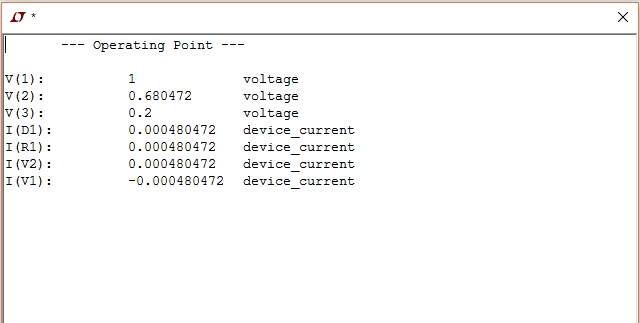 *
--- Operating Point ---
V(1): 1 voltage
V(2): 0.680472 voltage
V(3): 0.2 voltage
I(D1): 0.000480472 device_current
I(R1): 0.000480472 device_current
I(V2): 0.000480472 device_current
I(V1): -0.000480472 device_current